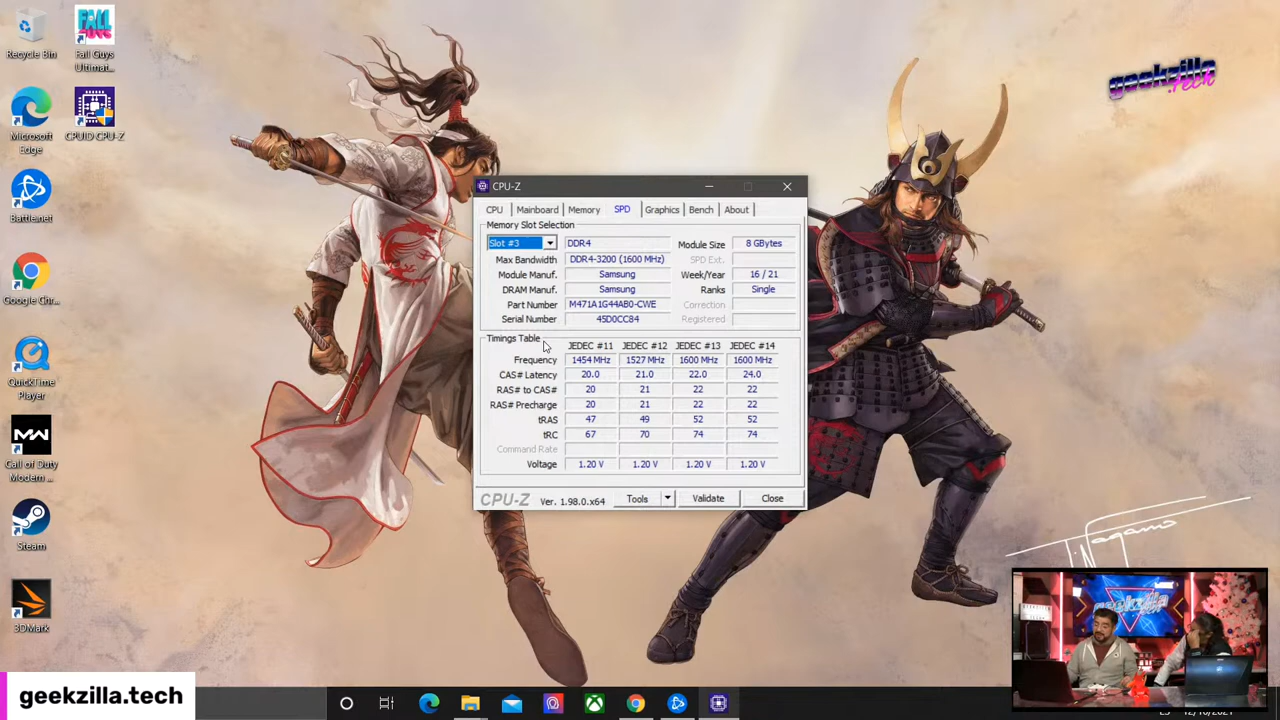 Recycle Bin
Fall Guys
Ultimat...
Microsoft
Edge
CPUID CPU-Z
Battle.net
Google Chr...
QuickTime
Player
Call of Duty
Modern ...
Steam
3DMark
geekzilla
.tech
CPU-Z
CPU
Mainboard
Memory
SPD
Graphics
Bench
About
Memory Slot Selection
Slot #3 DDR4 Module Size 8 GBytes
Max Bandwidth DDR4-3200 (1600 MHz) SPD Ext.
Module Manuf. Samsung Week/Year 16 / 21
DRAM Manuf. Samsung Ranks Single
Part Number M471A1G44AB0-CWE Correction
Serial Number 45D0CC84 Registered
Timings Table
JEDEC #11 JEDEC #12 JEDEC #13 JEDEC #14
Frequency 1454 MHz 1527 MHz 1600 MHz 1600 MHz
CAS# Latency 20.0 21.0 22.0 24.0
RAS# to CAS# 20 21 22 22
RAS# Precharge 20 21 22 22
tRAS 47 49 52 52
tRC 67 70 74 74
Command Rate
Voltage 1.20 V 1.20 V 1.20 V 1.20 V
CPU-Z Ver. 1.98.0.x64 Tools Validate Close
T. Nagano
geekzilla
geekzilla.tech